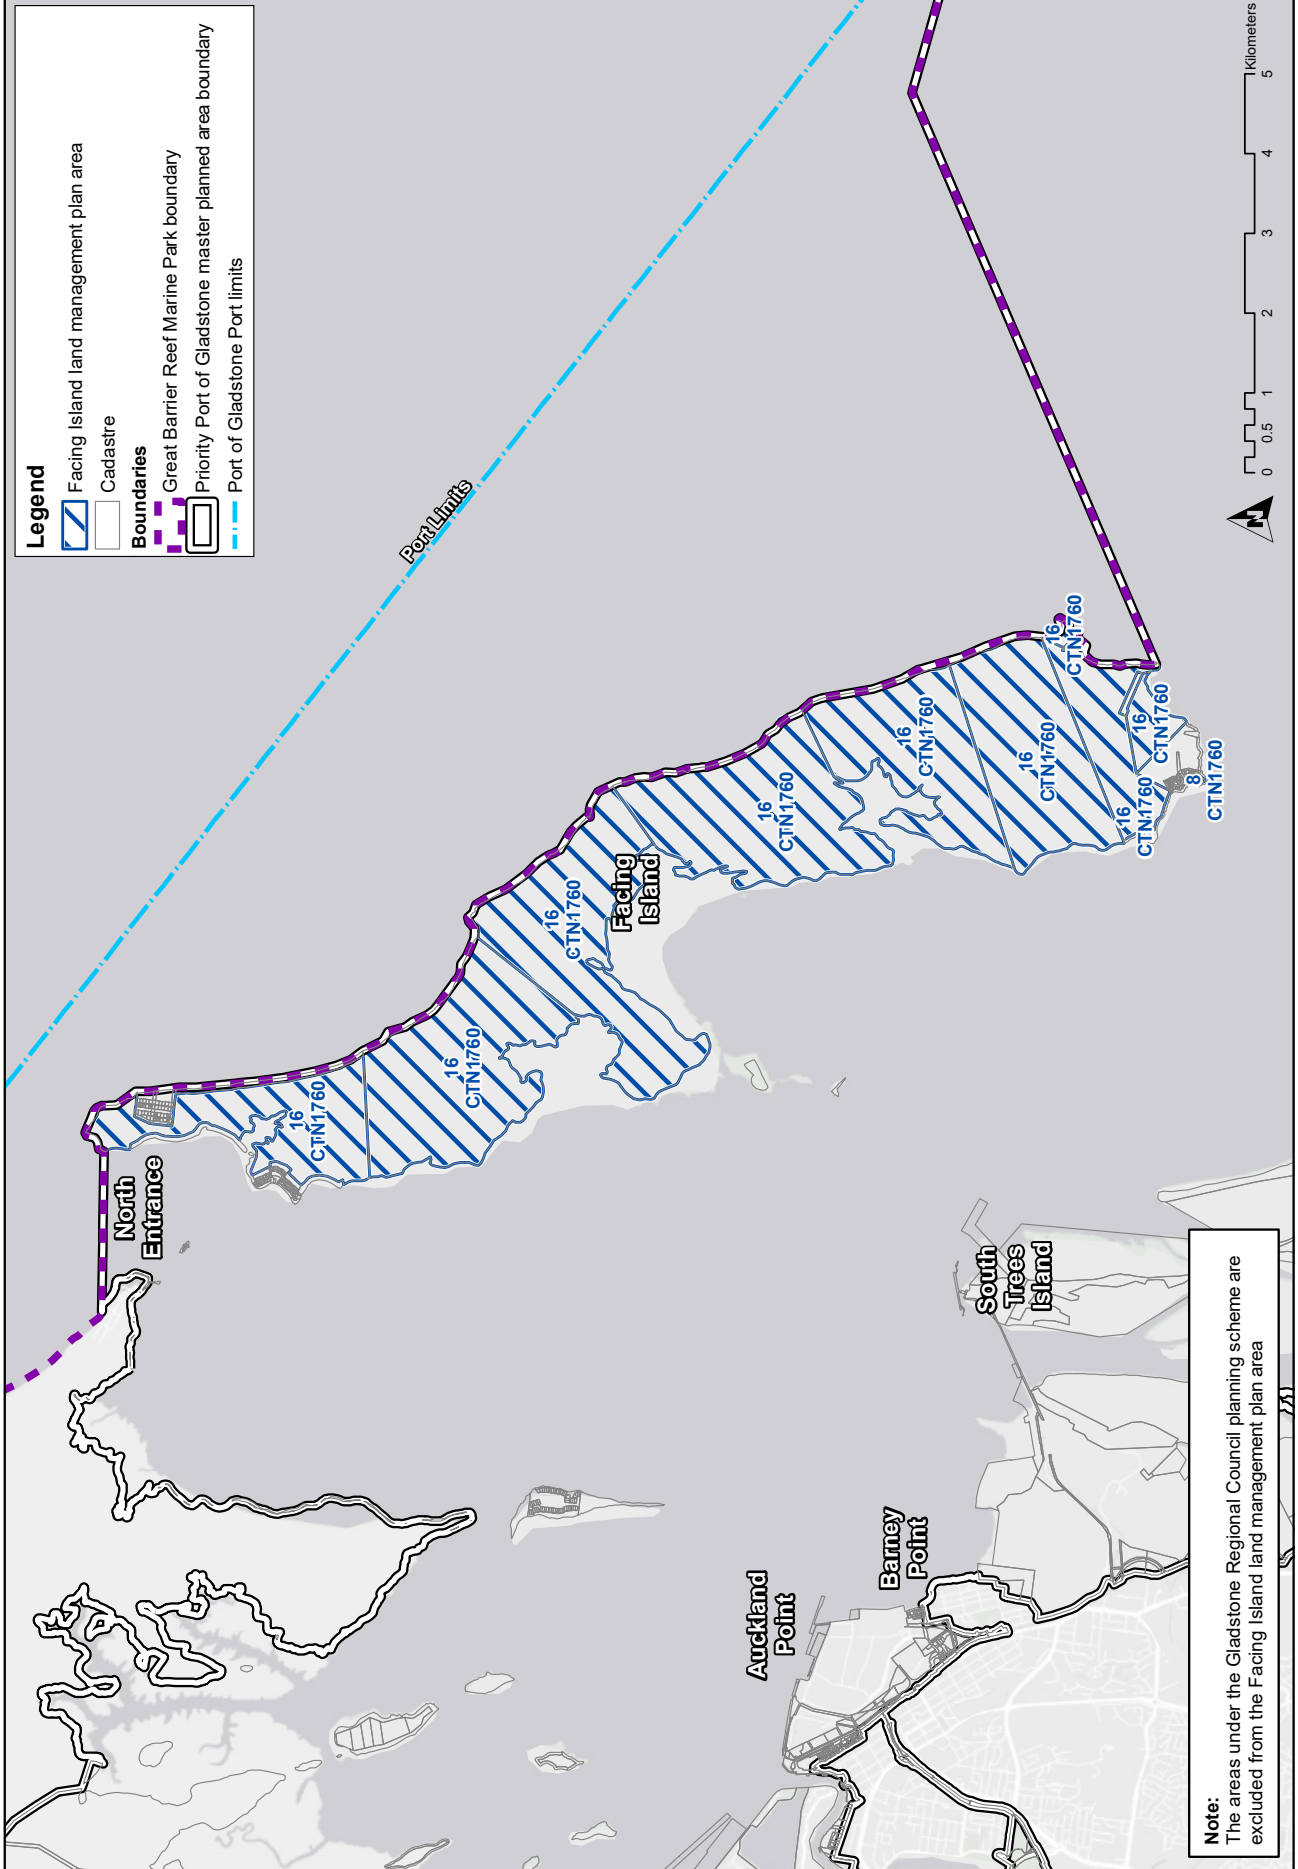 Legend
Facing Island land management plan area
Cadastre
Boundaries
Great Barrier Reef Marine Park boundary
Priority Port of Gladstone master planned area boundary
Port of Gladstone Port limits
Port Limits
North
Entrance
16
CTN1760
16
CTN1760
16
CTN1760
Facing
Island
16
CTN1760
16
CTN1760
16
CTN1760
16
CTN1760
16
CTN1760
16
CTN1760
8
CTN1760
South
Trees
Island
Barney
Point
Auckland
Point
N
0 0.5 1 2 3 4 5
Kilometers
Note:
The areas under the Gladstone Regional Council planning scheme are
excluded from the Facing Island land management plan area